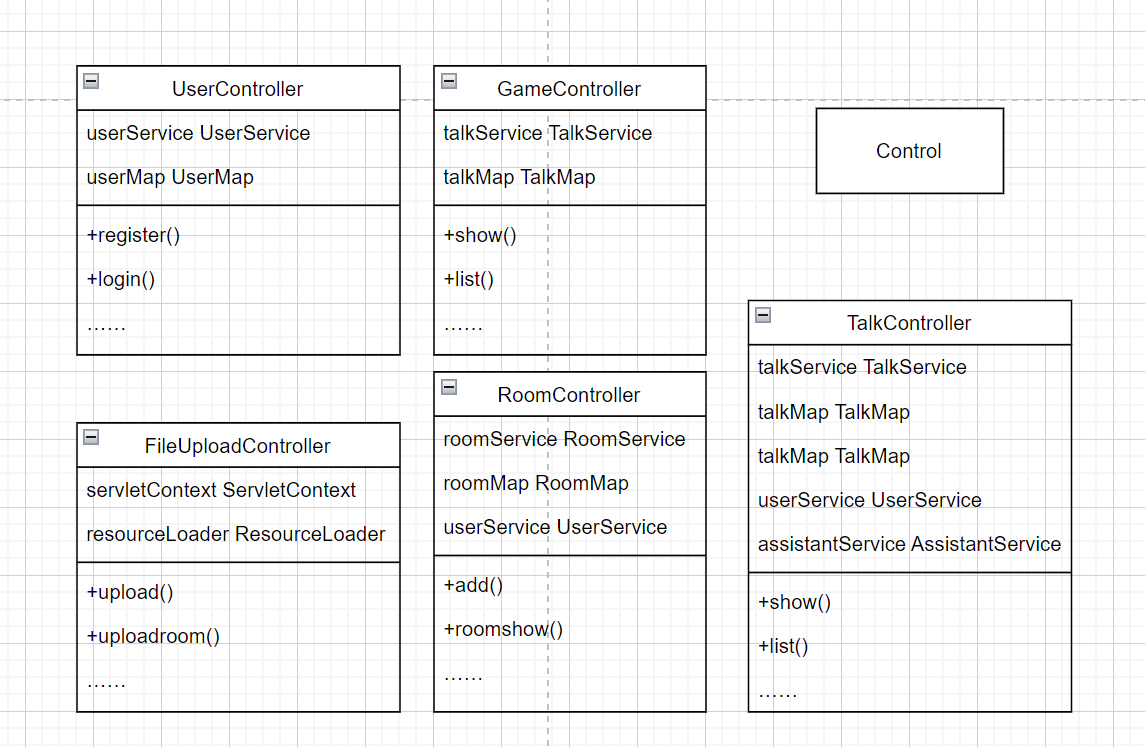 UserController
userService UserService
userMap UserMap
+register()
+login()
……
GameController
talkService TalkService
talkMap TalkMap
+show()
+list()
……
Control
FileUploadController
servletContext ServletContext
resourceLoader ResourceLoader
+upload()
+uploadroom()
……
RoomController
roomService RoomService
roomMap RoomMap
userService UserService
+add()
+roomshow()
……
TalkController
talkService TalkService
talkMap TalkMap
talkMap TalkMap
userService UserService
assistantService AssistantService
+show()
+list()
……